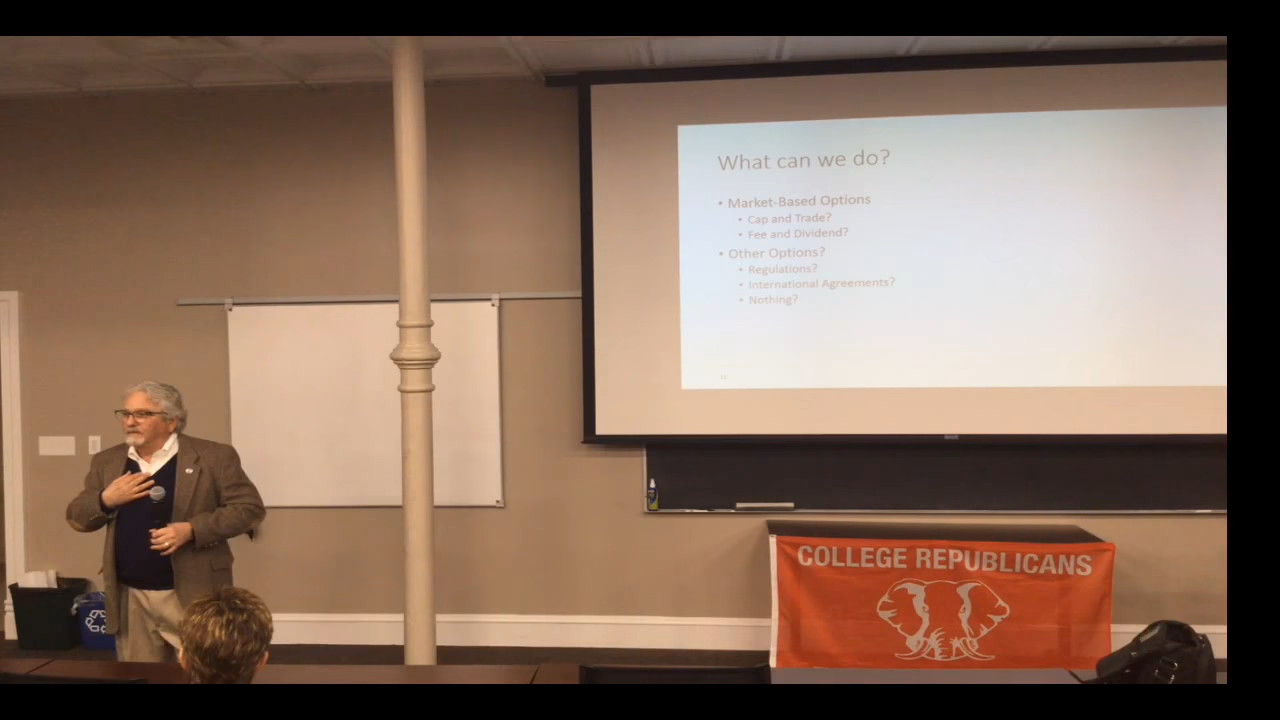 What can we do?
• Market-Based Options
• Cap and Trade?
• Fee and Dividend?
• Other Options?
• Regulations?
• International Agreements?
• Nothing?
COLLEGE REPUBLICANS